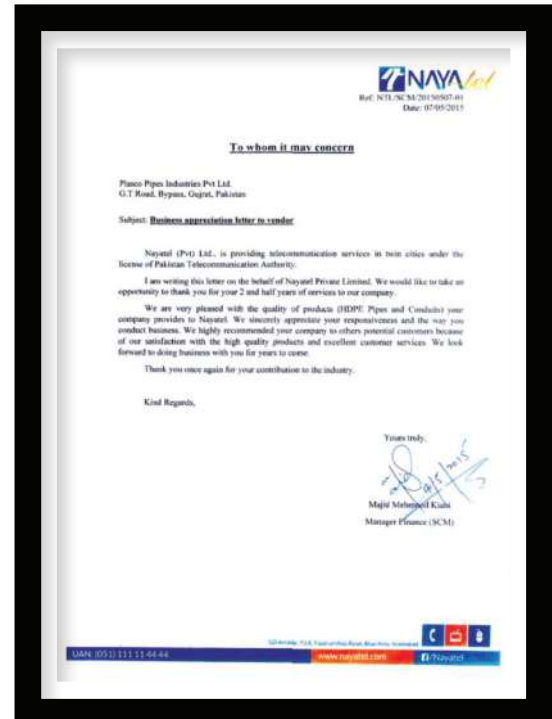 NAYAtel
Ref: NTL/SCM/20150507-01
Date: 07/05/2015
To whom it may concern
Planco Pipes Industries Pvt Ltd.
G.T Road, Bypass, Gujrat, Pakistan
Subject: Business appreciation letter to vendor
Nayatel (Pvt) Ltd., is providing telecommunication services in twin cities under the
license of Pakistan Telecommunication Authority.
I am writing this letter on the behalf of Nayatel Private Limited. We would like to take an
opportunity to thank you for your 2 and half years of services to our company.
We are very pleased with the quality of products (HDPE Pipes and Conduits) your
company provides to Nayatel. We sincerely appreciate your responsiveness and the way you
conduct business. We highly recommended your company to others potential customers because
of our satisfaction with the high quality products and excellent customer services. We look
forward to doing business with you for years to come.
Thank you once again for your contribution to the industry.
Kind Regards,
Yours truly,
Majid Mehmood Kiani
Manager Finance (SCM)
UAN: (051) 111 11 44 44
www.nayatel.com
/Nayatel